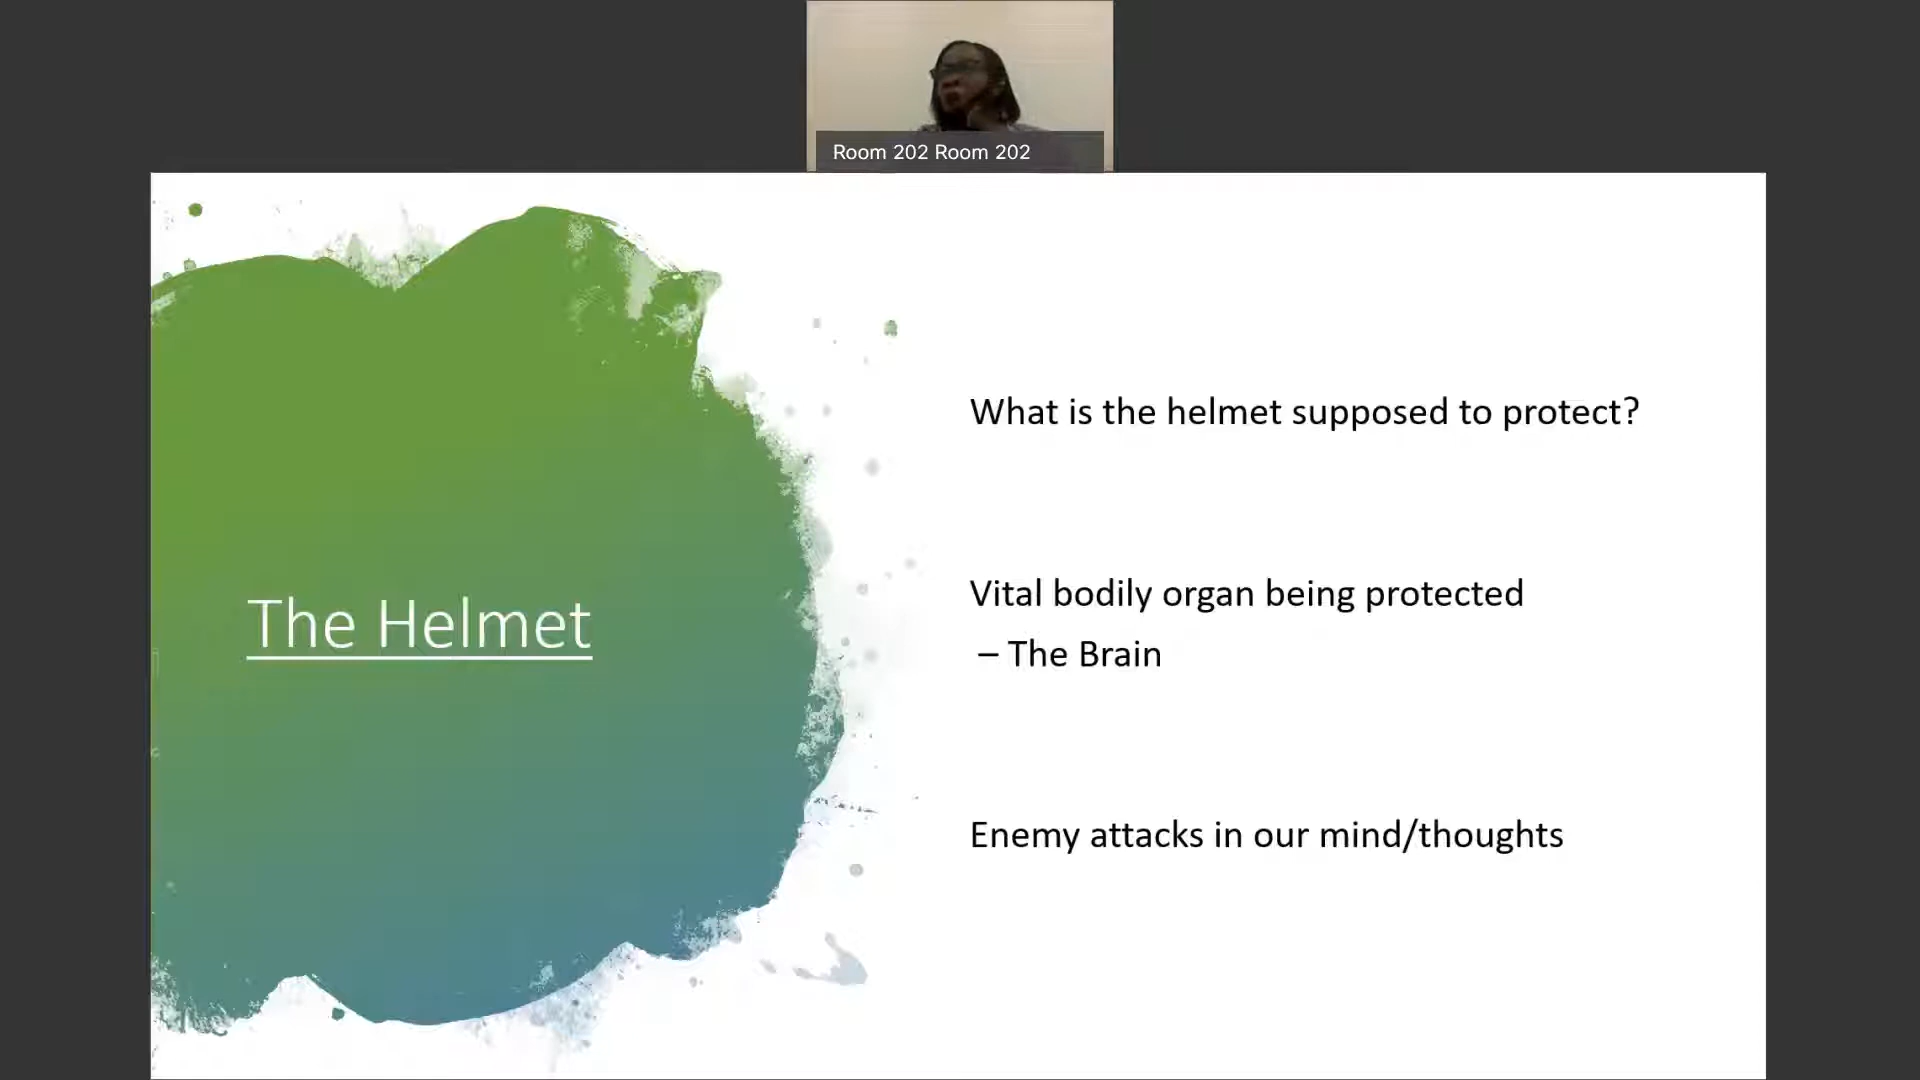 Room 202 Room 202
The Helmet
What is the helmet supposed to protect?
Vital bodily organ being protected
– The Brain
Enemy attacks in our mind/thoughts